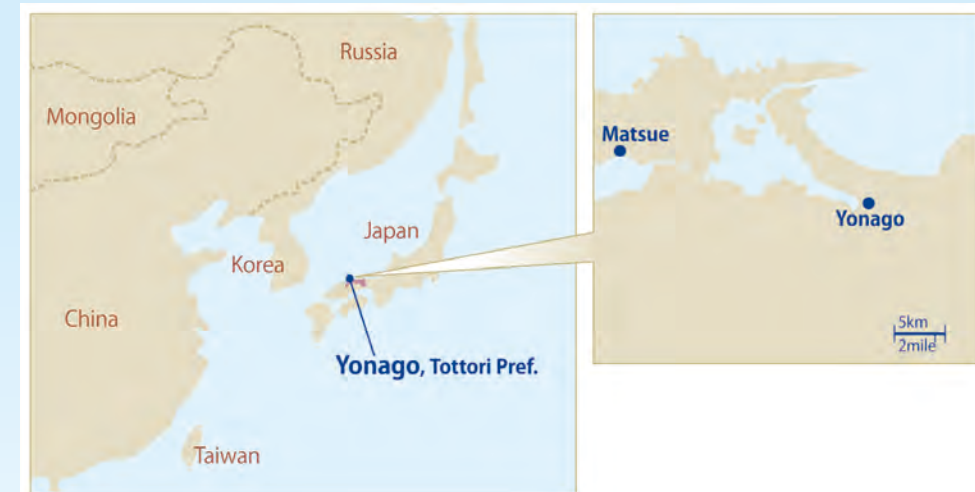 Russia
Mongolia
Japan
Korea
China
Yonago, Tottori Pref.
Taiwan
Matsue
Yonago
5km
2mile